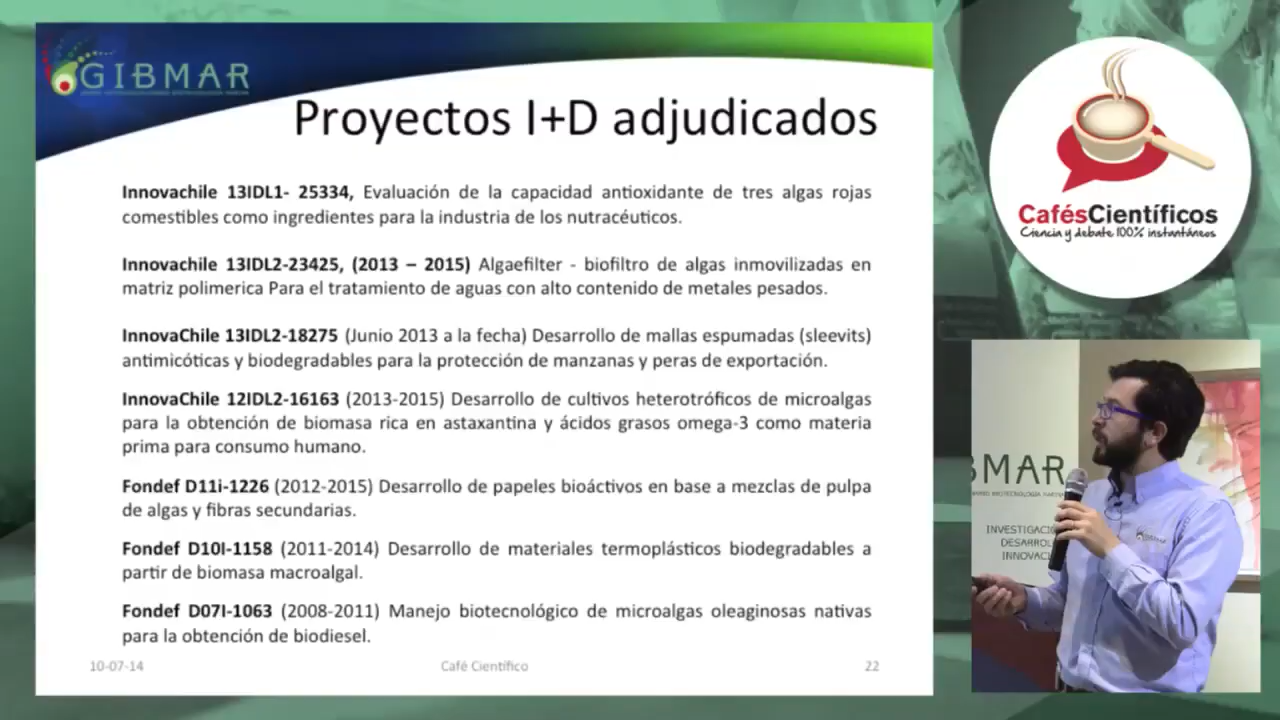 GIBMAR
Proyectos I+D adjudicados
Innovachile 13IDL1- 25334, Evaluación de la capacidad antioxidante de tres algas rojas
comestibles como ingredientes para la industria de los nutracéuticos.
Innovachile 13IDL2-23425, (2013 – 2015) Algaefilter - biofiltro de algas inmovilizadas en
matriz polimerica Para el tratamiento de aguas con alto contenido de metales pesados.
InnovaChile 13IDL2-18275 (Junio 2013 a la fecha) Desarrollo de mallas espumadas (sleevits)
antimicóticas y biodegradables para la protección de manzanas y peras de exportación.
InnovaChile 12IDL2-16163 (2013-2015) Desarrollo de cultivos heterotróficos de microalgas
para la obtención de biomasa rica en astaxantina y ácidos grasos omega-3 como materia
prima para consumo humano.
Fondef D11i-1226 (2012-2015) Desarrollo de papeles bioáctivos en base a mezclas de pulpa
de algas y fibras secundarias.
Fondef D10I-1158 (2011-2014) Desarrollo de materiales termoplásticos biodegradables a
partir de biomasa macroalgal.
Fondef D07I-1063 (2008-2011) Manejo biotecnológico de microalgas oleaginosas nativas
para la obtención de biodiesel.
10-07-14 Café Científico 22
CafésCientíficos
Ciencia y debate 100% instantáneos
BMAR
INVESTIGACI
DESARROL
INNOVACI
GIBMAR